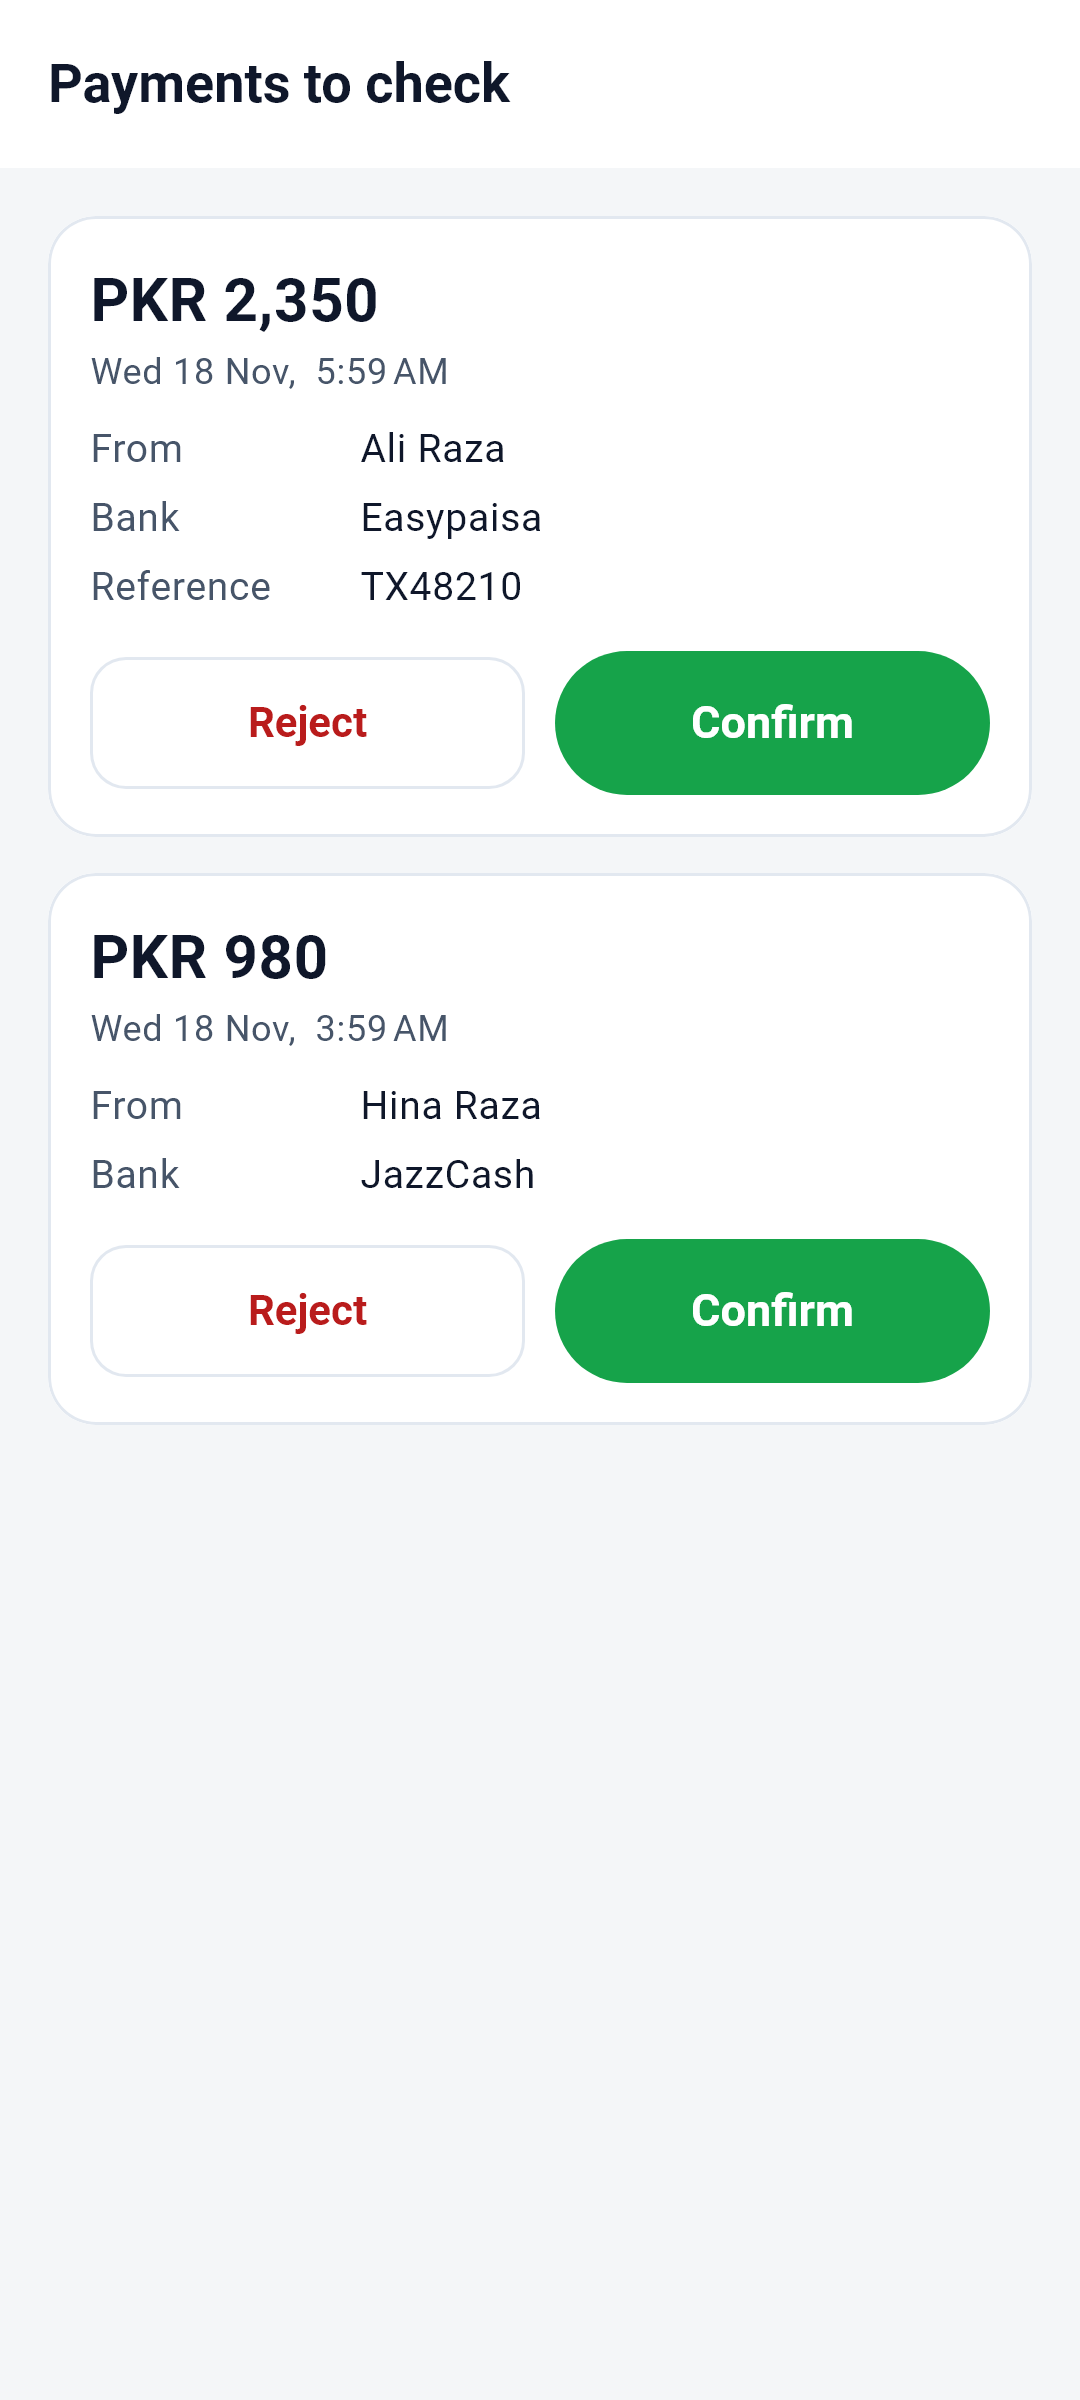 Payments to check
PKR 2,350
Wed 18 Nov, 5:59 AM
From Ali Raza
Bank Easypaisa
Reference TX48210
Reject Confirm
PKR 980
Wed 18 Nov, 3:59 AM
From Hina Raza
Bank JazzCash
Reject Confirm